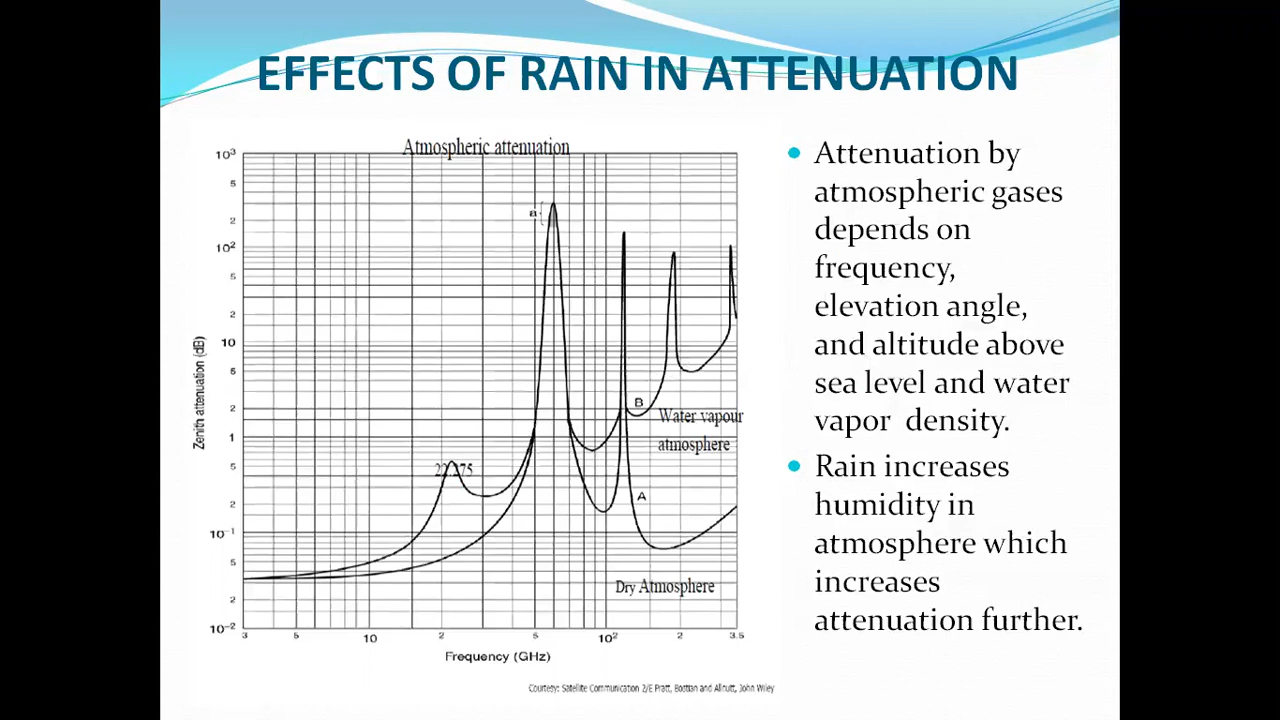 EFFECTS OF RAIN IN ATTENUATION
Atmospheric attenuation
10³
5
2
10²
5
2
10
5
2
1
5
2
10⁻¹
5
2
10⁻²
Zenith attenuation (dB)
a
22.275
B
Water vapour
atmosphere
A
Dry Atmosphere
3 5 10 2 5 10² 2 3.5
Frequency (GHz)
Courtesy: Satellite Communication 2/E Pratt, Bostian and Allnutt, John Wiley
• Attenuation by
atmospheric gases
depends on
frequency,
elevation angle,
and altitude above
sea level and water
vapor density.
• Rain increases
humidity in
atmosphere which
increases
attenuation further.